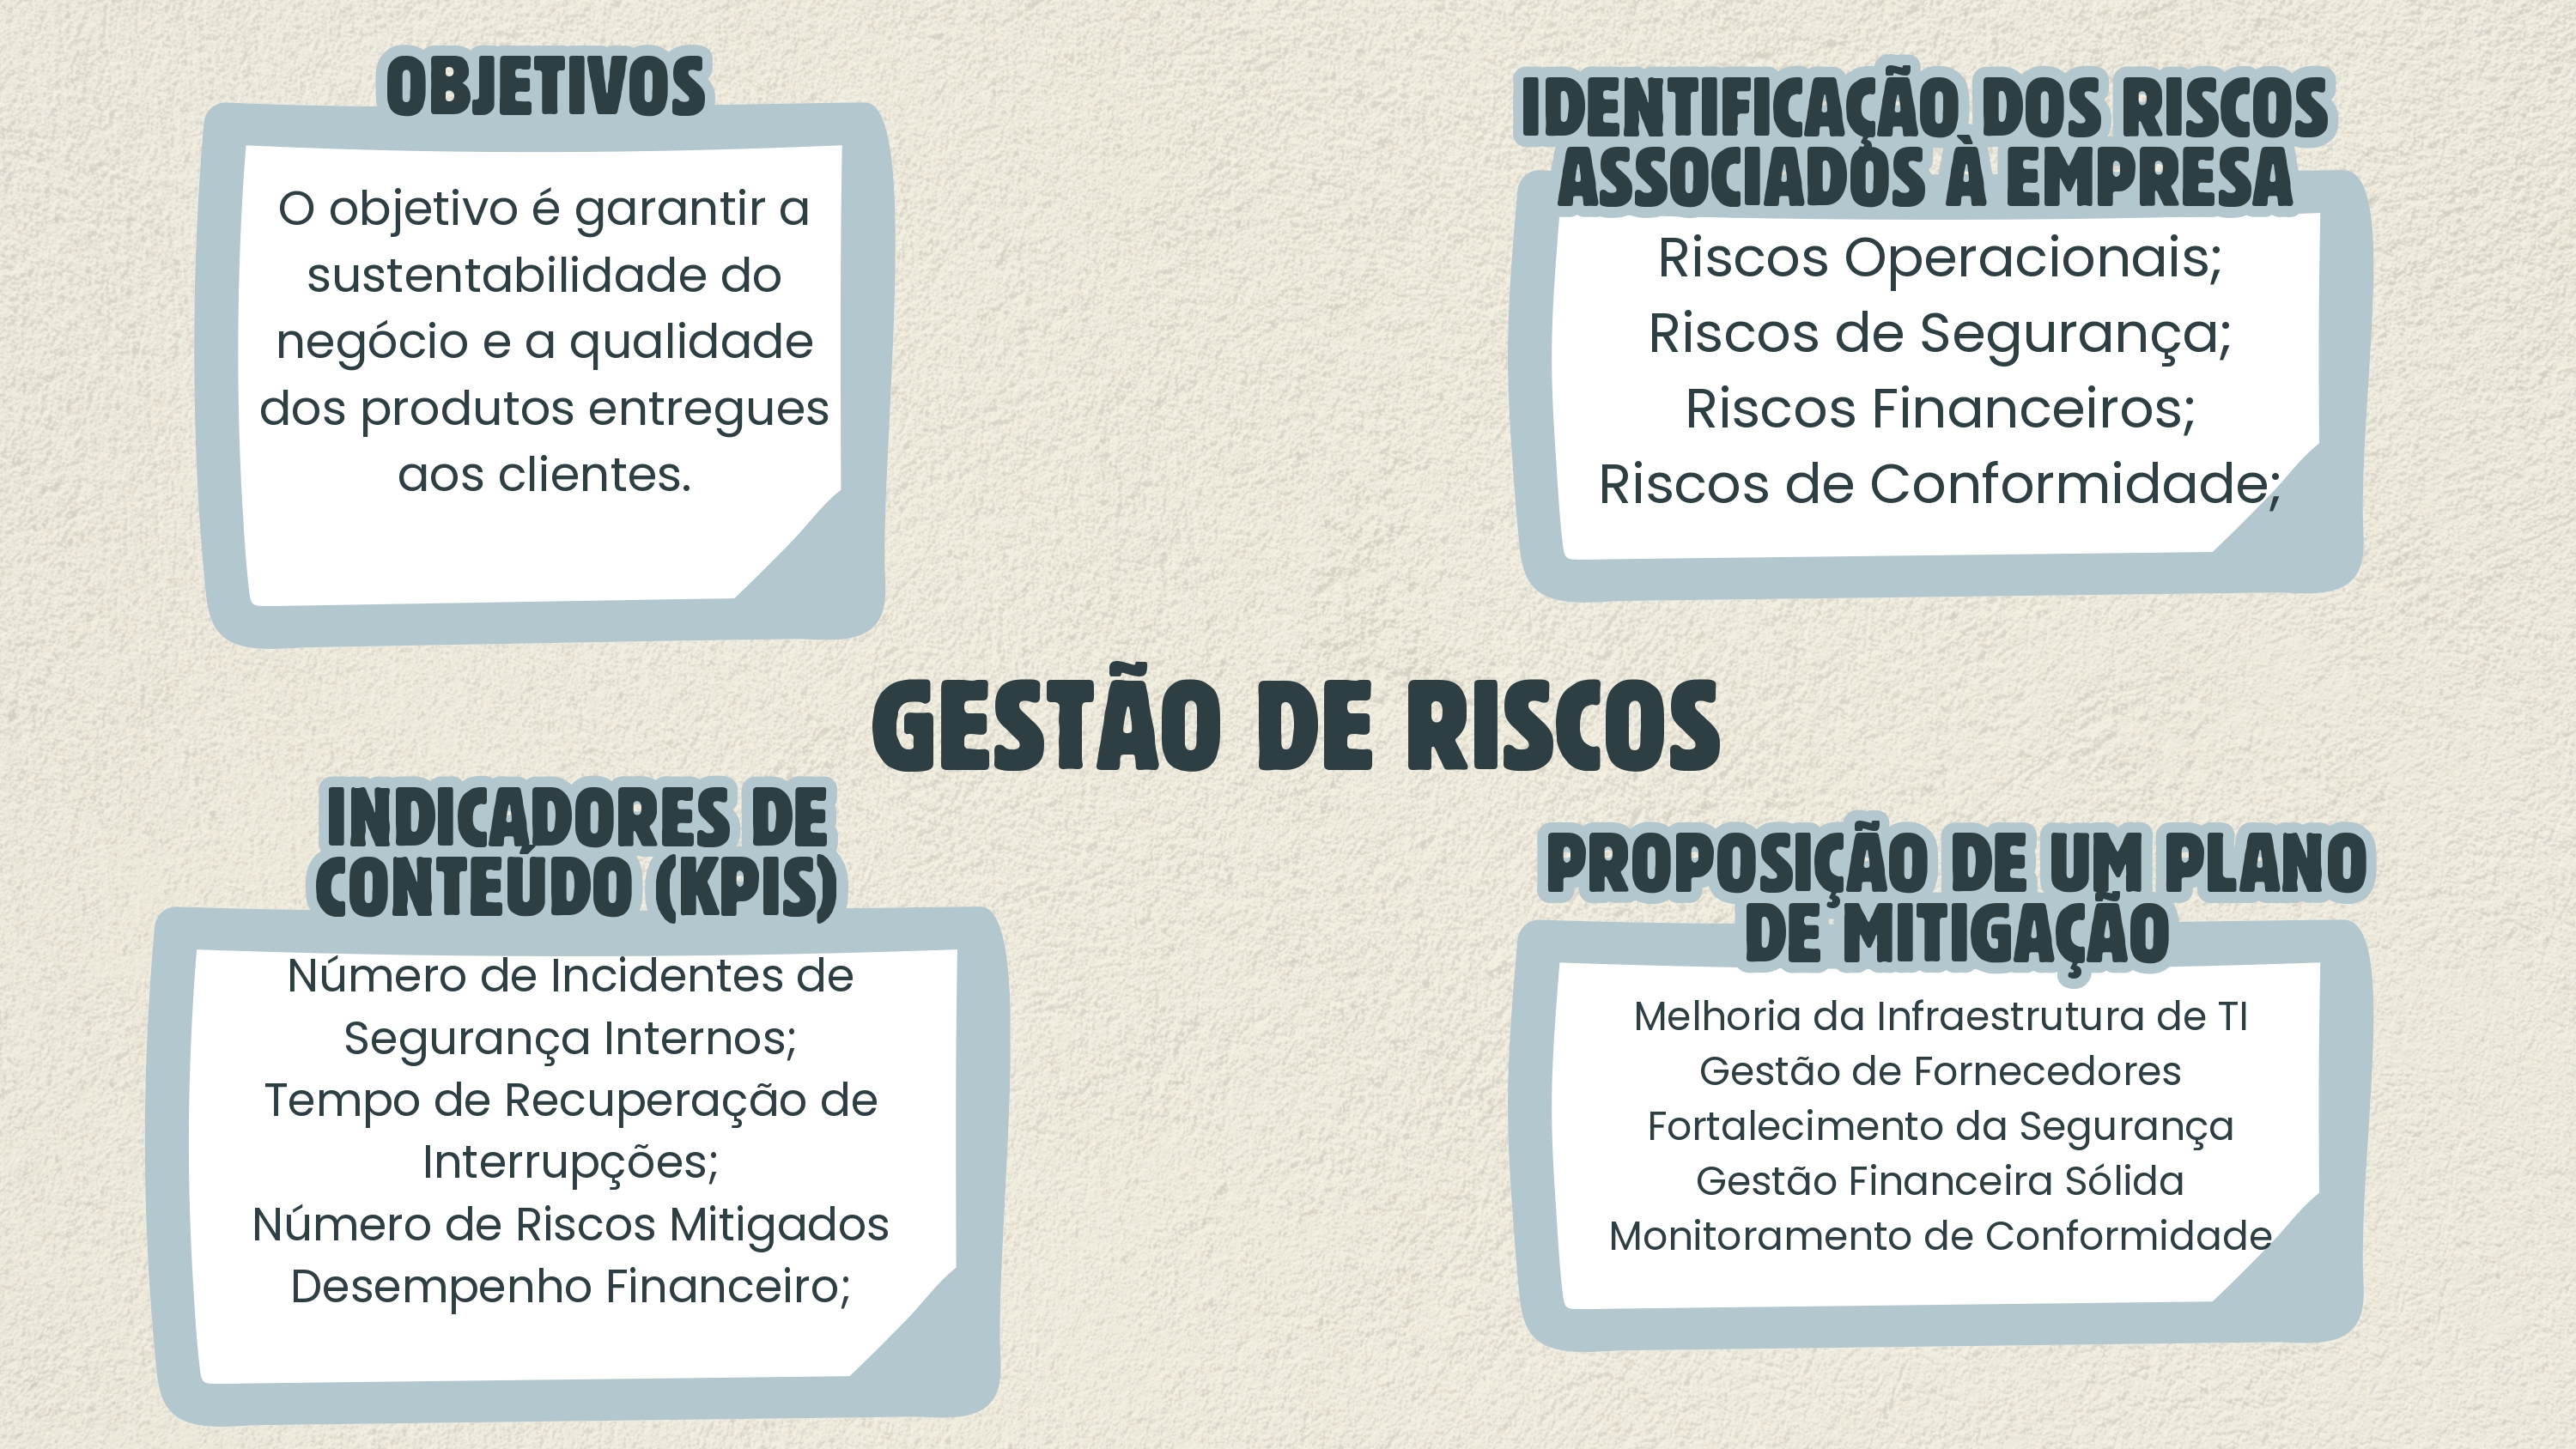 OBJETIVOS
O objetivo é garantir a
sustentabilidade do
negócio e a qualidade
dos produtos entregues
aos clientes.
IDENTIFICAÇÃO DOS RISCOS
ASSOCIADOS À EMPRESA
Riscos Operacionais;
Riscos de Segurança;
Riscos Financeiros;
Riscos de Conformidade;
GESTÃO DE RISCOS
INDICADORES DE
CONTEÚDO (KPIS)
Número de Incidentes de
Segurança Internos;
Tempo de Recuperação de
Interrupções;
Número de Riscos Mitigados
Desempenho Financeiro;
PROPOSIÇÃO DE UM PLANO
DE MITIGAÇÃO
Melhoria da Infraestrutura de TI
Gestão de Fornecedores
Fortalecimento da Segurança
Gestão Financeira Sólida
Monitoramento de Conformidade